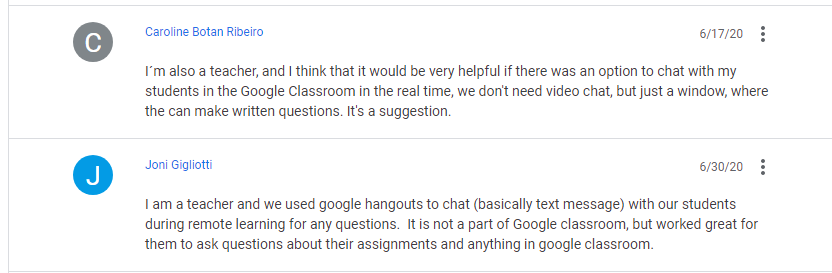 C
Caroline Botan Ribeiro
6/17/20
I´m also a teacher, and I think that it would be very helpful if there was an option to chat with my
students in the Google Classroom in the real time, we don't need video chat, but just a window, where
the can make written questions. It's a suggestion.
J
Joni Gigliotti
6/30/20
I am a teacher and we used google hangouts to chat (basically text message) with our students
during remote learning for any questions.  It is not a part of Google classroom, but worked great for
them to ask questions about their assignments and anything in google classroom.